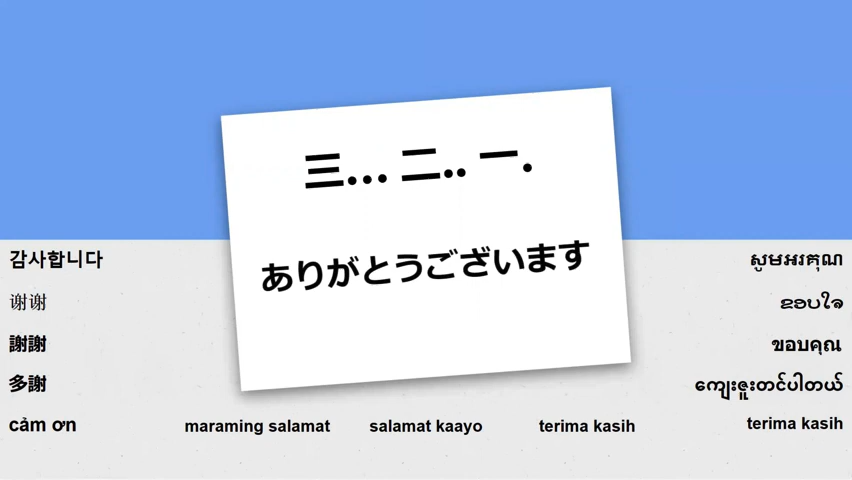 三... 二.. 一.
ありがとうございます
감사합니다
谢谢
謝謝
多謝
cảm ơn
maraming salamat
salamat kaayo
terima kasih
សូមអរគុណ
ຂອບໃຈ
ขอบคุณ
ကျေးဇူးတင်ပါတယ်
terima kasih